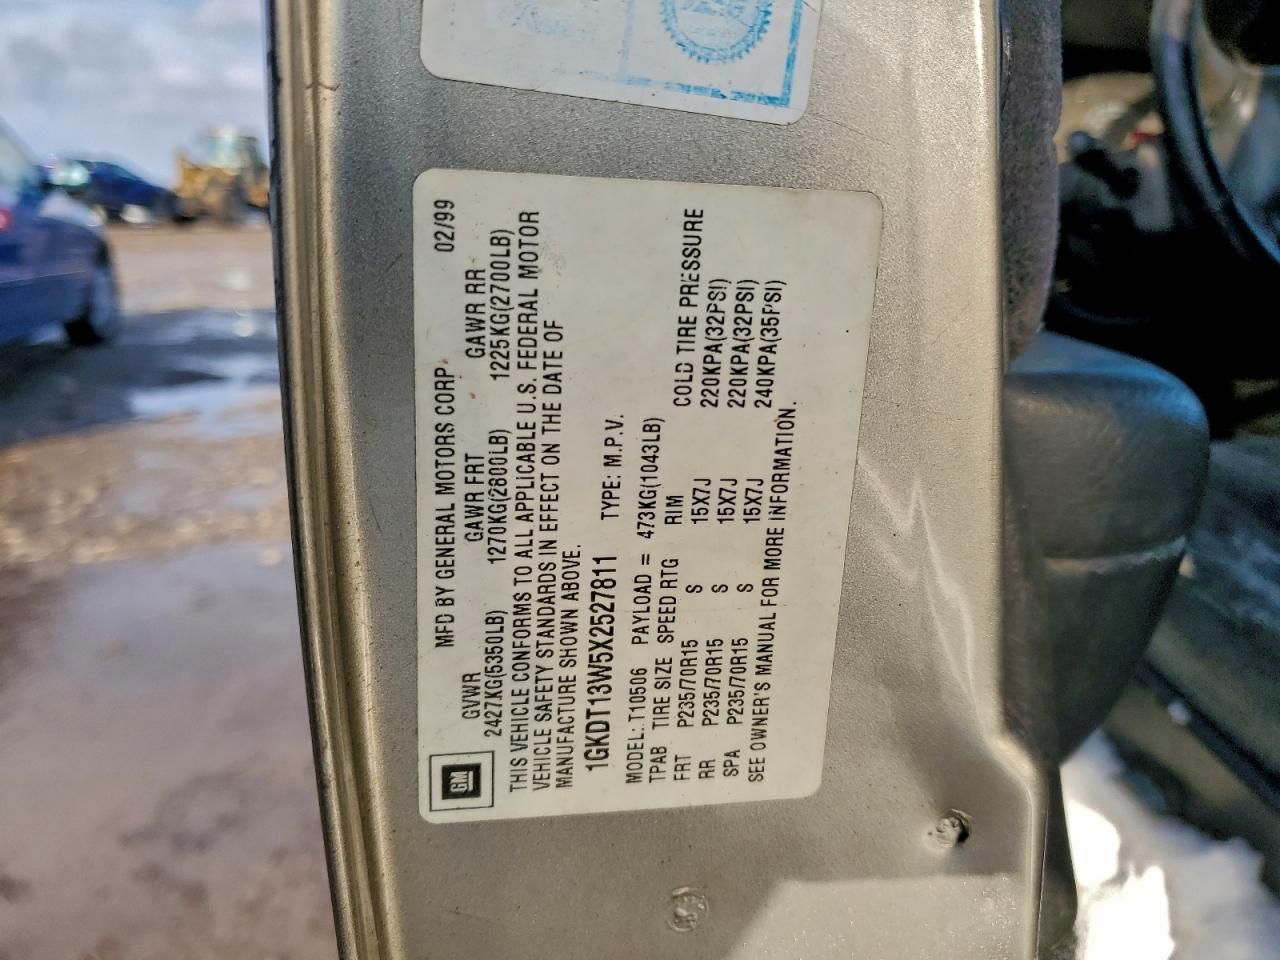 GM
MFD BY GENERAL MOTORS CORP. 02/99
GVWR GAWR FRT GAWR RR
2427KG(5350LB) 1270KG(2800LB) 1225KG(2700LB)
THIS VEHICLE CONFORMS TO ALL APPLICABLE U.S. FEDERAL MOTOR
VEHICLE SAFETY STANDARDS IN EFFECT ON THE DATE OF
MANUFACTURE SHOWN ABOVE.
1GKDT13W5X2527811 TYPE: M.P.V.
MODEL: T10506 PAYLOAD = 473KG(1043LB)
TPAB TIRE SIZE SPEED RTG RIM COLD TIRE PRESSURE
FRT P235/70R15 S 15X7J 220KPA(32PSI)
RR P235/70R15 S 15X7J 220KPA(32PSI)
SPA P235/70R15 S 15X7J 240KPA(35PSI)
SEE OWNER'S MANUAL FOR MORE INFORMATION.